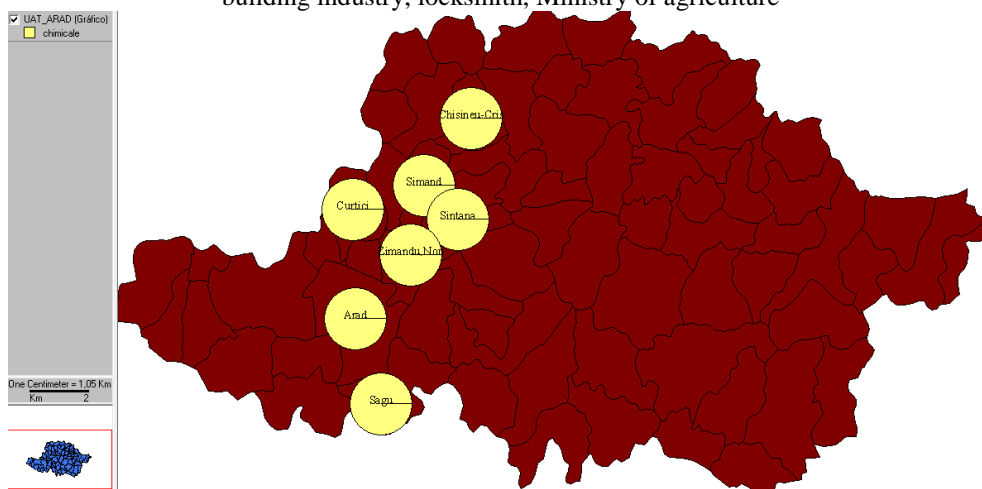 building industry, locksmith, Ministry of agriculture
UAT_ARAD (Gráfico)
chimicale
Chisineu-Cris
Simand
Curtici
Sintana
Zimandu Nou
Arad
Sagu
One Centimeter = 1,05 Km
Km 2